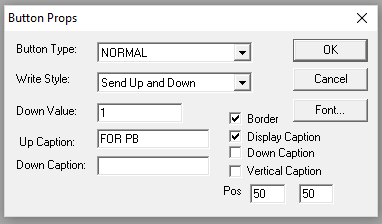 Button Props
Button Type: NORMAL OK
Write Style: Send Up and Down Cancel
Down Value: 1 Font...
Border
Up Caption: FOR PB Display Caption
Down Caption
Down Caption: Vertical Caption
Pos 50 50